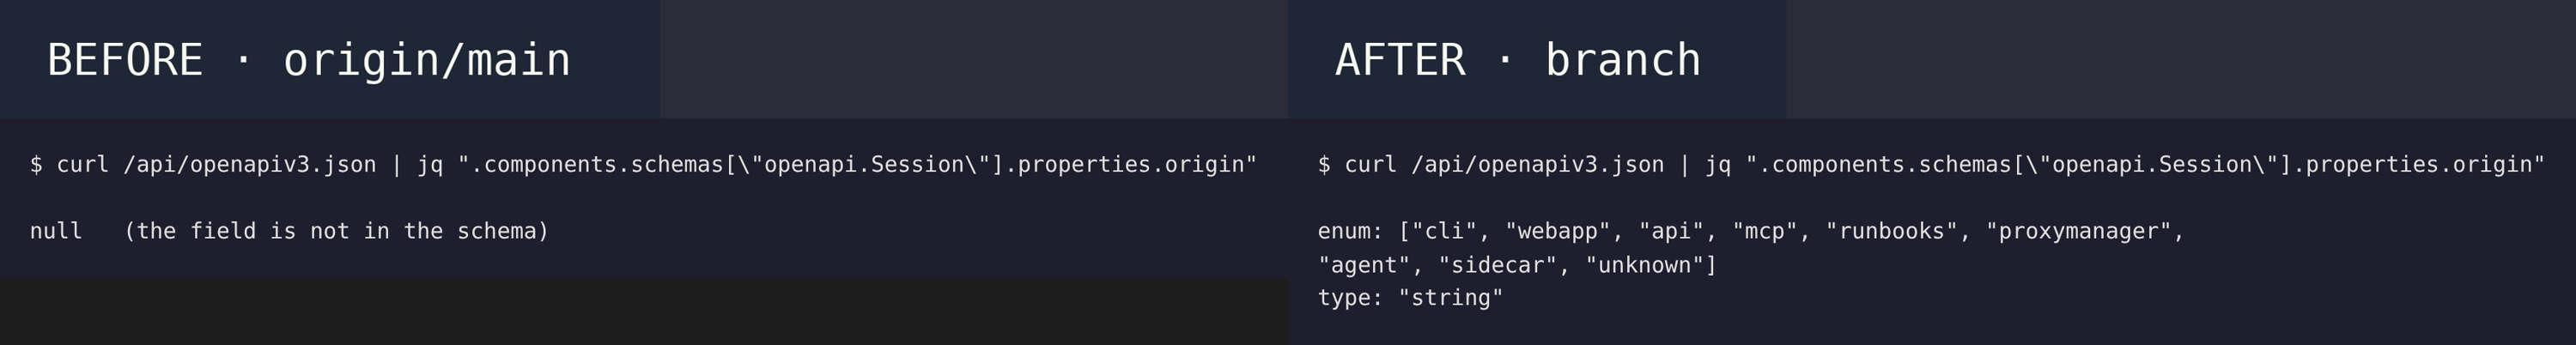 BEFORE · origin/main
$ curl /api/openapiv3.json | jq ".components.schemas[\"openapi.Session\"].properties.origin"
null   (the field is not in the schema)
AFTER · branch
$ curl /api/openapiv3.json | jq ".components.schemas[\"openapi.Session\"].properties.origin"
enum: ["cli", "webapp", "api", "mcp", "runbooks", "proxymanager",
"agent", "sidecar", "unknown"]
type: "string"